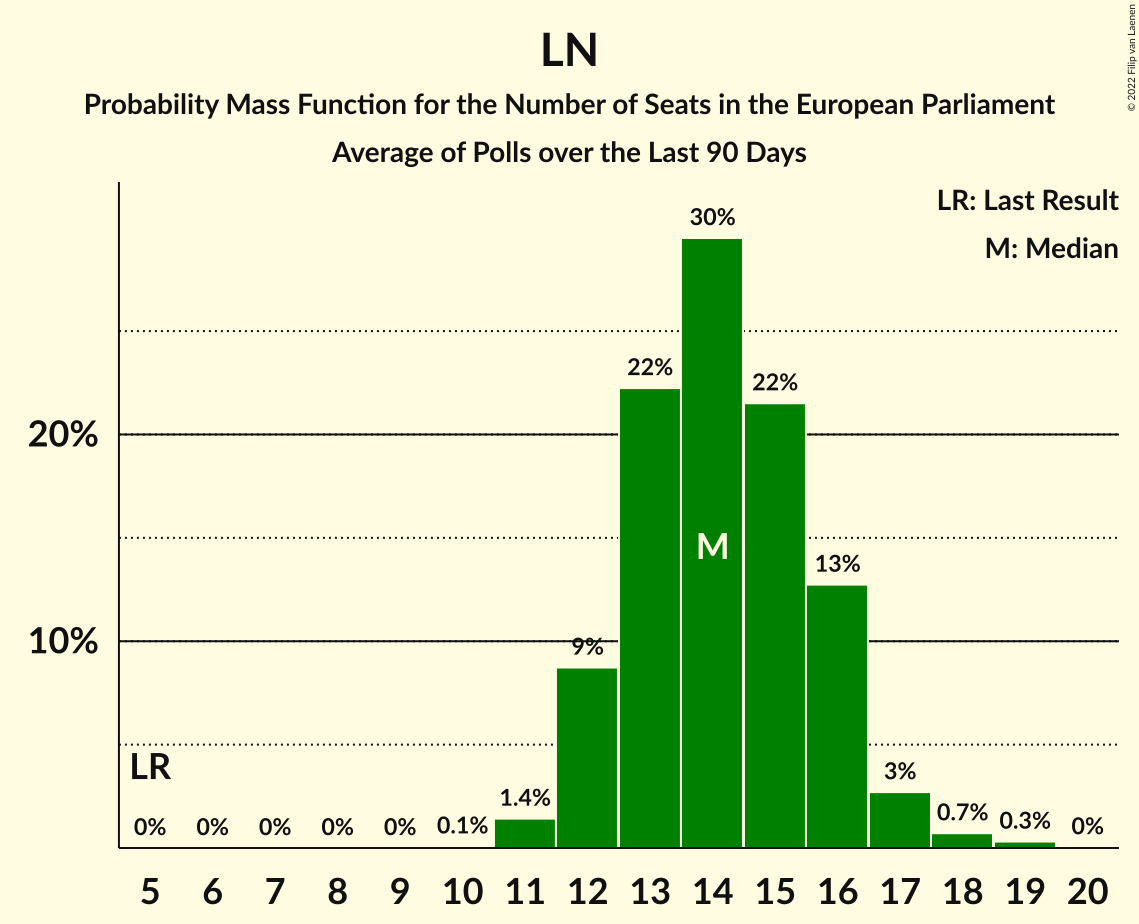 LN
Probability Mass Function for the Number of Seats in the European Parliament
Average of Polls over the Last 90 Days
© 2022 Filip van Laenen
LR: Last Result
M: Median
30%
22%
22%
20%
M
13%
10%
9%
LR
3%
1.4%
0.7%
0.3%
0% 0% 0% 0% 0% 0.1% 0%
5 6 7 8 9 10 11 12 13 14 15 16 17 18 19 20